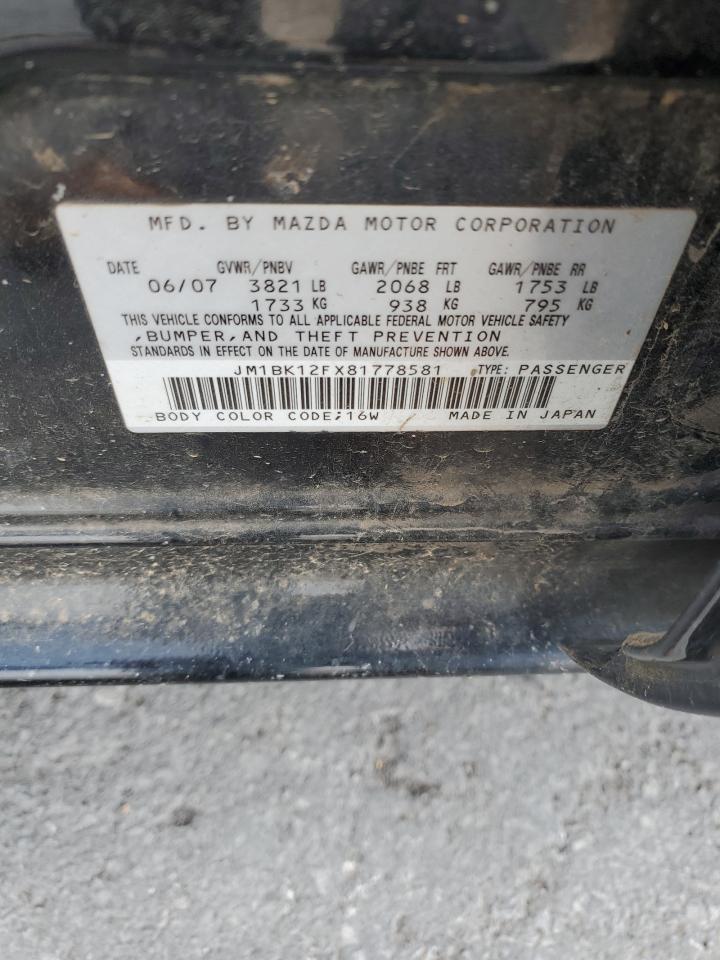 MFD. BY MAZDA MOTOR CORPORATION
DATE GVWR/PNBV GAWR/PNBE FRT GAWR/PNBE RR
06/07 3821 LB 2068 LB 1753 LB
1733 KG 938 KG 795 KG
THIS VEHICLE CONFORMS TO ALL APPLICABLE FEDERAL MOTOR VEHICLE SAFETY
,BUMPER,AND THEFT PREVENTION
STANDARDS IN EFFECT ON THE DATE OF MANUFACTURE SHOWN ABOVE.
JM1BK12FX81778581 TYPE: PASSENGER
BODY COLOR CODE;16W MADE IN JAPAN